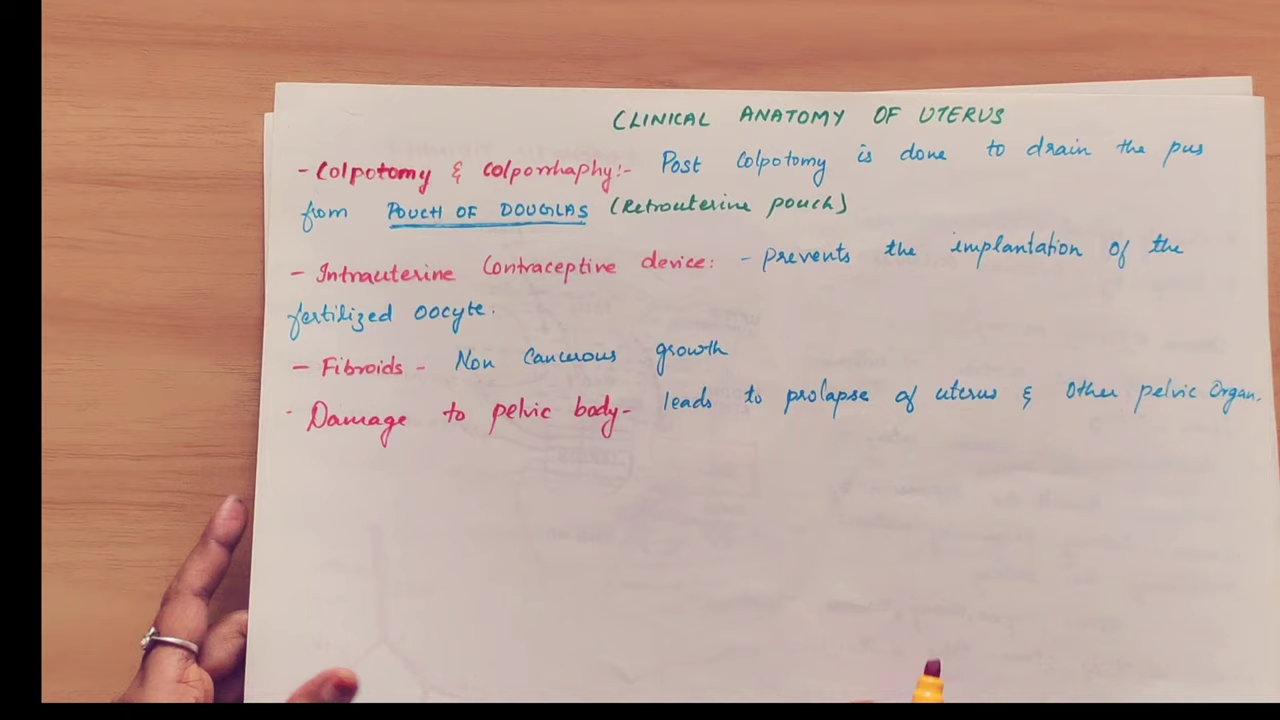 CLINICAL ANATOMY OF UTERUS
- Colpotomy & Colporrhaphy:- Post Colpotomy is done to drain the pus
from POUCH OF DOUGLAS (Retrouterine pouch)
- Intrauterine Contraceptive device: - prevents the implantation of the
fertilized oocyte.
- Fibroids - Non Cancerous growth
- Damage to pelvic body- leads to prolapse of uterus & Other pelvic Organ.